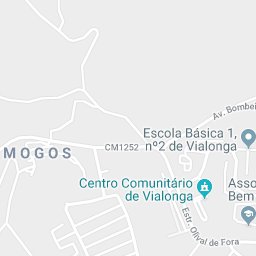 Av. Bombei
Escola Básica 1,
nº2 de Vialonga
CM1252
MOGOS
Centro Comunitário
de Vialonga
Asso
Bem
Estr. Olival de Fora